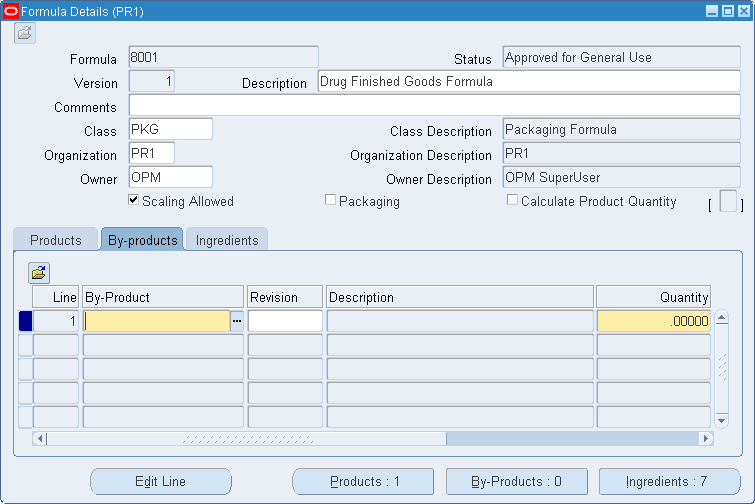 Formula Details (PR1)
Formula 8001 Status Approved for General Use
Version 1 Description Drug Finished Goods Formula
Comments
Class PKG Class Description Packaging Formula
Organization PR1 Organization Description PR1
Owner OPM Owner Description OPM SuperUser
Scaling Allowed Packaging Calculate Product Quantity [ ]
Products By-products Ingredients
Line By-Product Revision Description Quantity
1 ... .00000
Edit Line Products : 1 By-Products : 0 Ingredients : 7